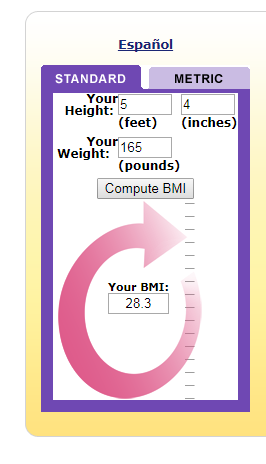 Español
STANDARD METRIC
Your Height: 5 4
(feet) (inches)
Your Weight: 165
(pounds)
Compute BMI
Your BMI:
28.3